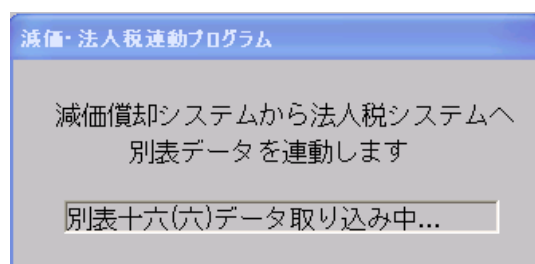 減価・法人税連動プログラム
減価償却システムから法人税システムへ
別表データを連動します
別表十六(六)データ取り込み中...